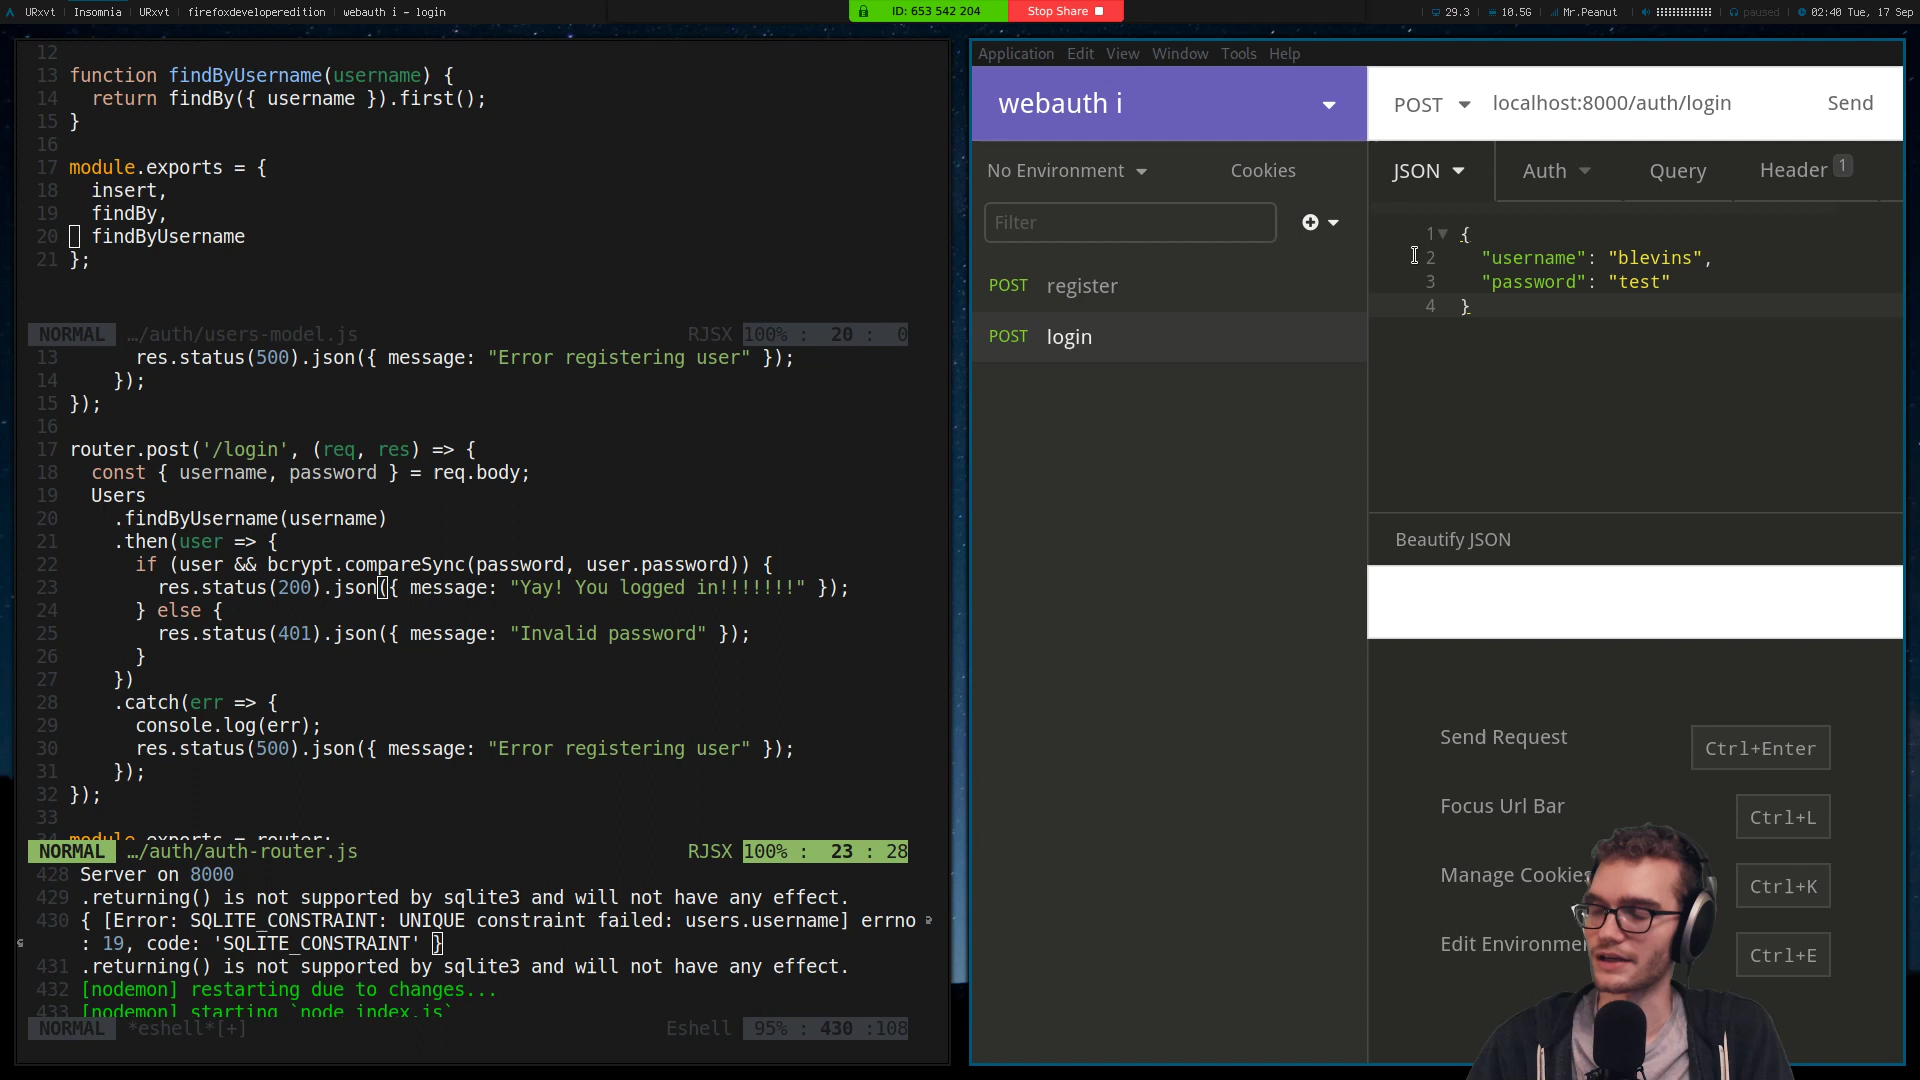 URxvt Insomnia URxvt firefoxdeveloperedition webauth i - login
ID: 653 542 204 Stop Share
29.3 10.5G Mr.Peanut paused 02:40 Tue, 17 Sep
12
13 function findByUsername(username) {
14 return findBy({ username }).first();
15 }
16
17 module.exports = {
18 insert,
19 findBy,
20 findByUsername
21 };
NORMAL …/auth/users-model.js RJSX 100% : 20 : 0
13 res.status(500).json({ message: "Error registering user" });
14 });
15 });
16
17 router.post('/login', (req, res) => {
18 const { username, password } = req.body;
19 Users
20 .findByUsername(username)
21 .then(user => {
22 if (user && bcrypt.compareSync(password, user.password)) {
23 res.status(200).json({ message: "Yay! You logged in!!!!!!!" });
24 } else {
25 res.status(401).json({ message: "Invalid password" });
26 }
27 })
28 .catch(err => {
29 console.log(err);
30 res.status(500).json({ message: "Error registering user" });
31 });
32 });
33
34 module.exports = router;
NORMAL …/auth/auth-router.js RJSX 100% : 23 : 28
428 Server on 8000
429 .returning() is not supported by sqlite3 and will not have any effect.
430 { [Error: SQLITE_CONSTRAINT: UNIQUE constraint failed: users.username] errno
: 19, code: 'SQLITE_CONSTRAINT' }
431 .returning() is not supported by sqlite3 and will not have any effect.
432 [nodemon] restarting due to changes...
433 [nodemon] starting `node index.js`
NORMAL *eshell*[+] Eshell 95% : 430 :108
Application Edit View Window Tools Help
webauth i
No Environment Cookies
Filter
POST register
POST login
POST localhost:8000/auth/login Send
JSON Auth Query Header 1
1 {
2 "username": "blevins",
3 "password": "test"
4 }
Beautify JSON
Send Request Ctrl+Enter
Focus Url Bar Ctrl+L
Manage Cookies Ctrl+K
Edit Environme Ctrl+E